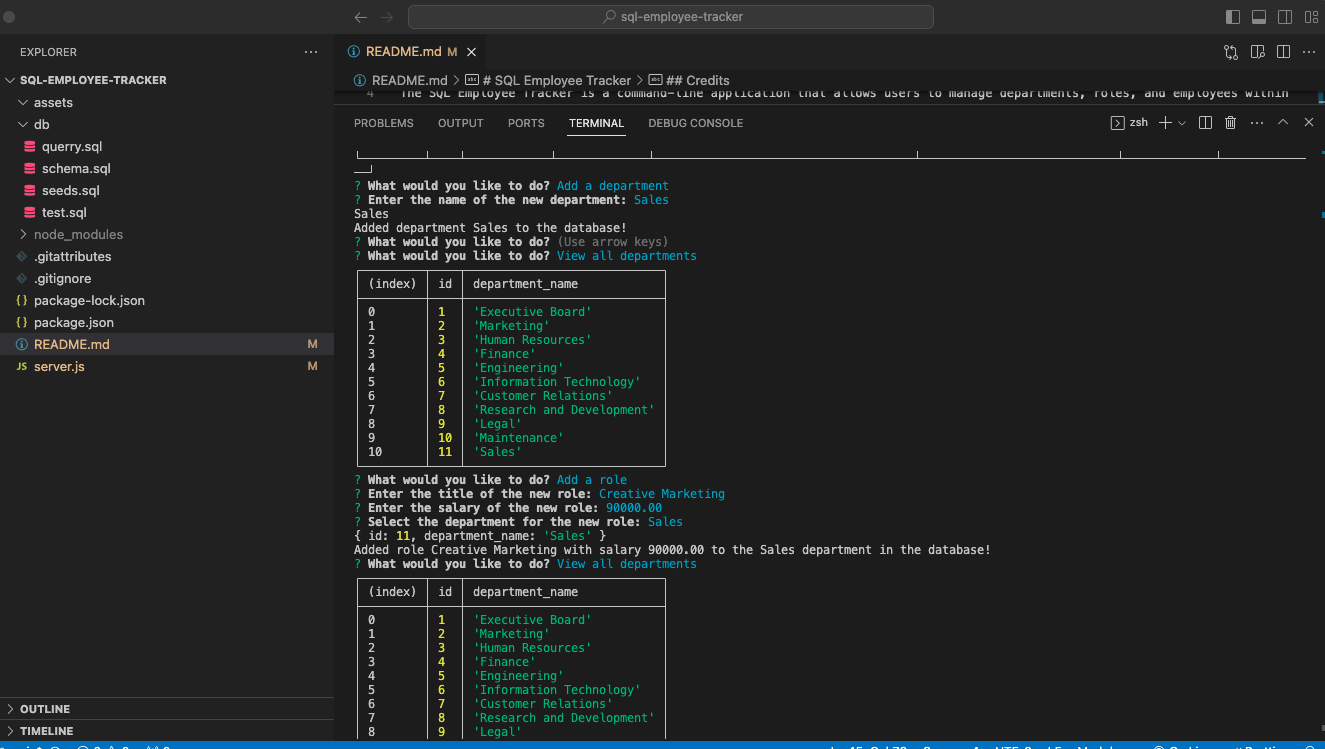 sql-employee-tracker
EXPLORER
SQL-EMPLOYEE-TRACKER
assets
db
querry.sql
schema.sql
seeds.sql
test.sql
node_modules
.gitattributes
.gitignore
{} package-lock.json
{} package.json
README.md M
JS server.js M
OUTLINE
TIMELINE
README.md M
README.md > # SQL Employee Tracker > ## Credits
4 The SQL Employee Tracker is a command-line application that allows users to manage departments, roles, and employees within
PROBLEMS OUTPUT PORTS TERMINAL DEBUG CONSOLE zsh
? What would you like to do? Add a department
? Enter the name of the new department: Sales
Sales
Added department Sales to the database!
? What would you like to do? (Use arrow keys)
? What would you like to do? View all departments
(index) id department_name
0 1 'Executive Board'
1 2 'Marketing'
2 3 'Human Resources'
3 4 'Finance'
4 5 'Engineering'
5 6 'Information Technology'
6 7 'Customer Relations'
7 8 'Research and Development'
8 9 'Legal'
9 10 'Maintenance'
10 11 'Sales'
? What would you like to do? Add a role
? Enter the title of the new role: Creative Marketing
? Enter the salary of the new role: 90000.00
? Select the department for the new role: Sales
{ id: 11, department_name: 'Sales' }
Added role Creative Marketing with salary 90000.00 to the Sales department in the database!
? What would you like to do? View all departments
(index) id department_name
0 1 'Executive Board'
1 2 'Marketing'
2 3 'Human Resources'
3 4 'Finance'
4 5 'Engineering'
5 6 'Information Technology'
6 7 'Customer Relations'
7 8 'Research and Development'
8 9 'Legal'